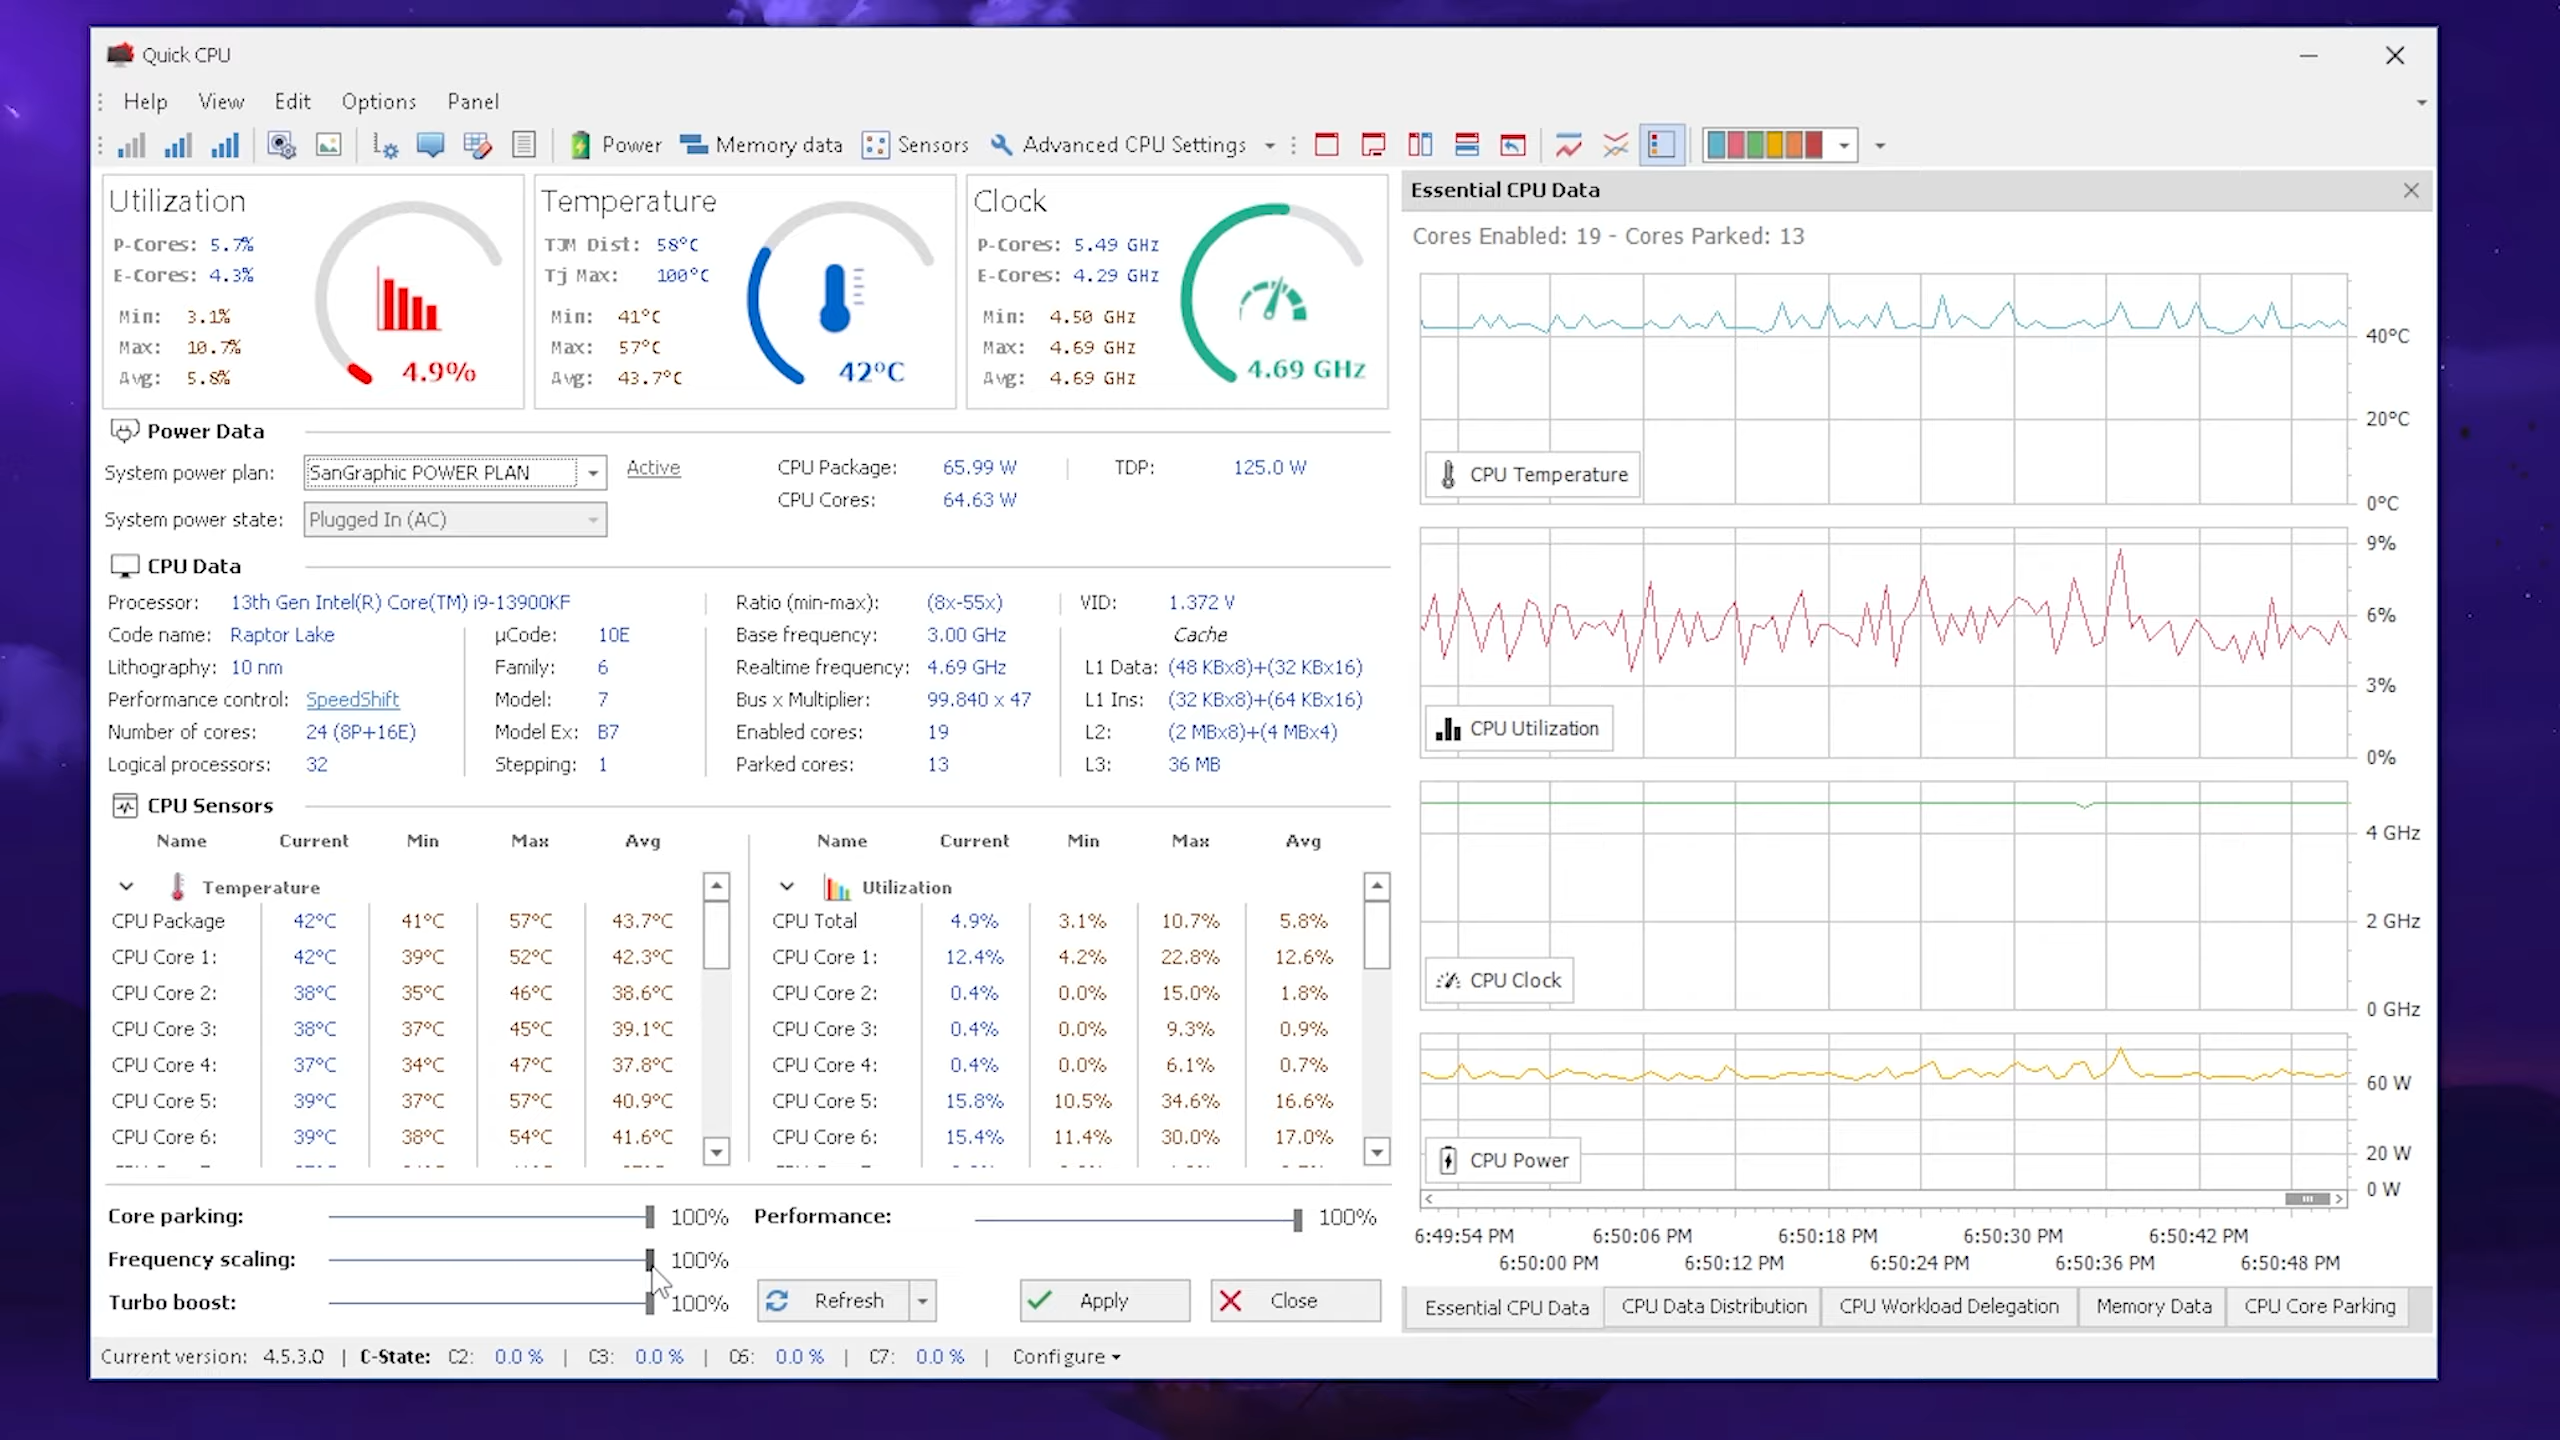 Quick CPU
Help View Edit Options Panel
Power Memory data Sensors Advanced CPU Settings
Utilization
P-Cores: 5.7%
E-Cores: 4.3%
Min: 3.1%
Max: 10.7%
Avg: 5.8%
4.9%
Temperature
TJM Dist: 58°C
Tj Max: 100°C
Min: 41°C
Max: 57°C
Avg: 43.7°C
42°C
Clock
P-Cores: 5.49 GHz
E-Cores: 4.29 GHz
Min: 4.50 GHz
Max: 4.69 GHz
Avg: 4.69 GHz
4.69 GHz
Power Data
System power plan: SanGraphic POWER PLAN Active CPU Package: 65.99 W | TDP: 125.0 W
CPU Cores: 64.63 W
System power state: Plugged In (AC)
CPU Data
Processor: 13th Gen Intel(R) Core(TM) i9-13900KF Ratio (min-max): (8x-55x) VID: 1.372 V
Code name: Raptor Lake µCode: 10E Base frequency: 3.00 GHz Cache
Lithography: 10 nm Family: 6 Realtime frequency: 4.69 GHz L1 Data: (48 KBx8)+(32 KBx16)
Performance control: SpeedShift Model: 7 Bus x Multiplier: 99.840 x 47 L1 Ins: (32 KBx8)+(64 KBx16)
Number of cores: 24 (8P+16E) Model Ex: B7 Enabled cores: 19 L2: (2 MBx8)+(4 MBx4)
Logical processors: 32 Stepping: 1 Parked cores: 13 L3: 36 MB
CPU Sensors
Name Current Min Max Avg
Temperature
CPU Package 42°C 41°C 57°C 43.7°C
CPU Core 1: 42°C 39°C 52°C 42.3°C
CPU Core 2: 38°C 35°C 46°C 38.6°C
CPU Core 3: 38°C 37°C 45°C 39.1°C
CPU Core 4: 37°C 34°C 47°C 37.8°C
CPU Core 5: 39°C 37°C 57°C 40.9°C
CPU Core 6: 39°C 38°C 54°C 41.6°C
Name Current Min Max Avg
Utilization
CPU Total 4.9% 3.1% 10.7% 5.8%
CPU Core 1: 12.4% 4.2% 22.8% 12.6%
CPU Core 2: 0.4% 0.0% 15.0% 1.8%
CPU Core 3: 0.4% 0.0% 9.3% 0.9%
CPU Core 4: 0.4% 0.0% 6.1% 0.7%
CPU Core 5: 15.8% 10.5% 34.6% 16.6%
CPU Core 6: 15.4% 11.4% 30.0% 17.0%
Core parking: 100% Performance: 100%
Frequency scaling: 100%
Turbo boost: 100% Refresh Apply Close
Current version: 4.5.3.0 | C-State: C2: 0.0 % | C3: 0.0 % | C6: 0.0 % | C7: 0.0 % | Configure
Essential CPU Data
Cores Enabled: 19 - Cores Parked: 13
40°C
20°C
CPU Temperature
0°C
9%
6%
3%
CPU Utilization
0%
4 GHz
2 GHz
CPU Clock
0 GHz
60 W
20 W
CPU Power
0 W
6:49:54 PM 6:50:06 PM 6:50:18 PM 6:50:30 PM 6:50:42 PM
6:50:00 PM 6:50:12 PM 6:50:24 PM 6:50:36 PM 6:50:48 PM
Essential CPU Data CPU Data Distribution CPU Workload Delegation Memory Data CPU Core Parking